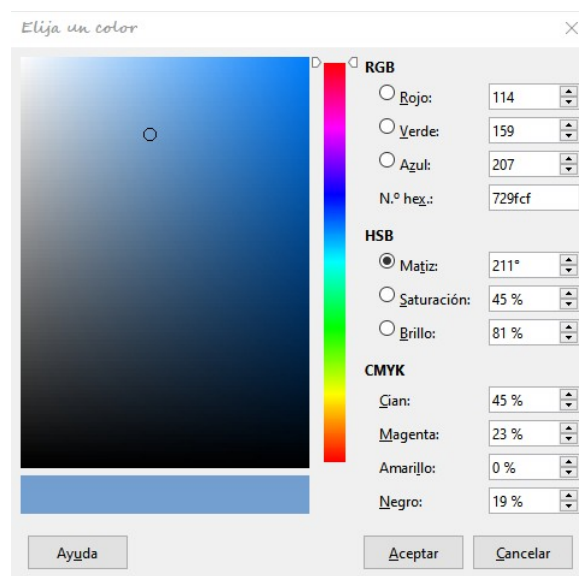 Elija un color
RGB
Rojo: 114
Verde: 159
Azul: 207
N.º hex.: 729fcf
HSB
Matiz: 211°
Saturación: 45 %
Brillo: 81 %
CMYK
Cian: 45 %
Magenta: 23 %
Amarillo: 0 %
Negro: 19 %
Ayuda Aceptar Cancelar